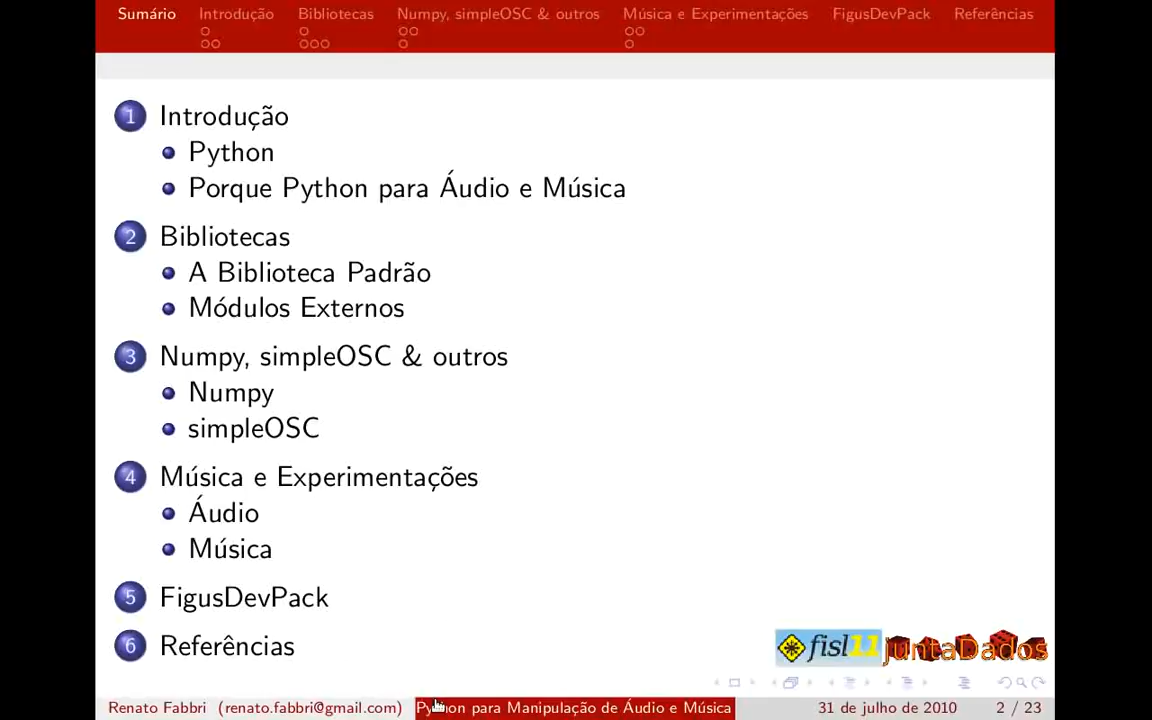 Sumário Introdução Bibliotecas Numpy, simpleOSC & outros Música e Experimentações FigusDevPack Referências
1 Introdução
Python
Porque Python para Áudio e Música
2 Bibliotecas
A Biblioteca Padrão
Módulos Externos
3 Numpy, simpleOSC & outros
Numpy
simpleOSC
4 Música e Experimentações
Áudio
Música
5 FigusDevPack
6 Referências
fisl11 juntaDados
Renato Fabbri (renato.fabbri@gmail.com) Python para Manipulação de Áudio e Música 31 de julho de 2010 2 / 23